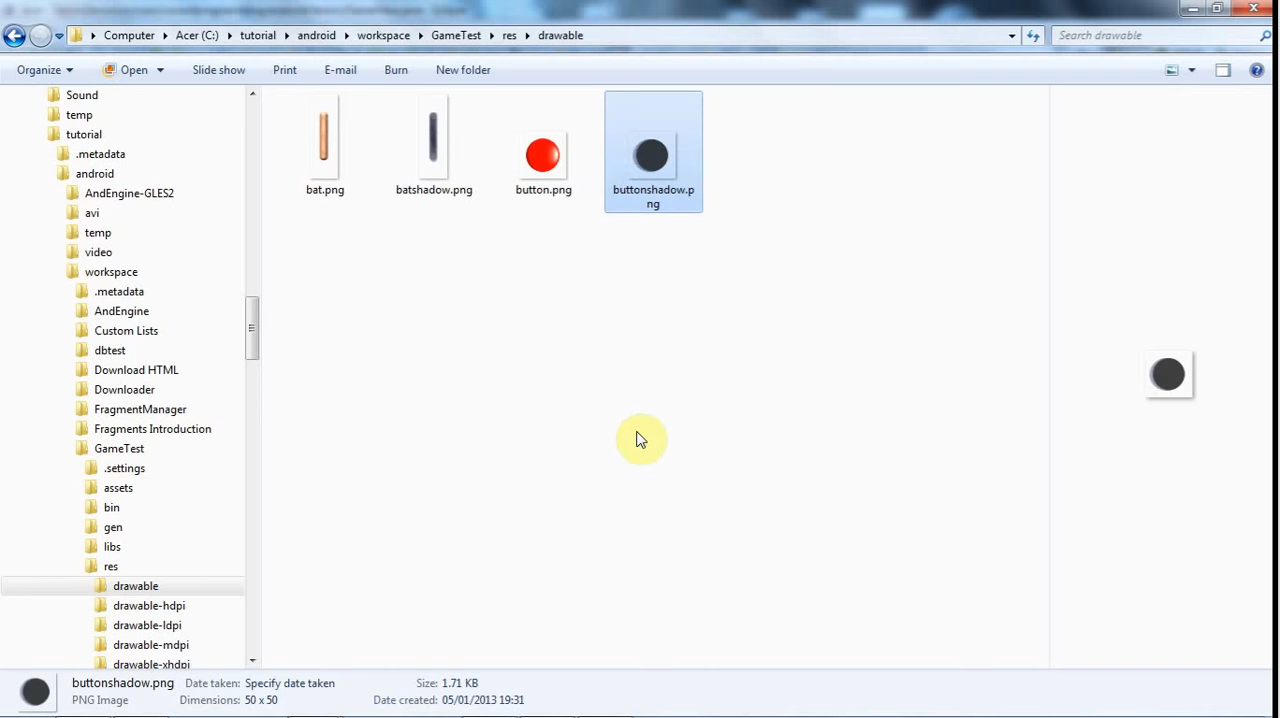 Computer ▸ Acer (C:) ▸ tutorial ▸ android ▸ workspace ▸ GameTest ▸ res ▸ drawable
Search drawable
Organize Open Slide show Print E-mail Burn New folder
Sound
temp
tutorial
.metadata
android
AndEngine-GLES2
avi
temp
video
workspace
.metadata
AndEngine
Custom Lists
dbtest
Download HTML
Downloader
FragmentManager
Fragments Introduction
GameTest
.settings
assets
bin
gen
libs
res
drawable
drawable-hdpi
drawable-ldpi
drawable-mdpi
drawable-xhdpi
bat.png
batshadow.png
button.png
buttonshadow.p
ng
buttonshadow.png Date taken: Specify date taken Size: 1.71 KB
PNG Image Dimensions: 50 x 50 Date created: 05/01/2013 19:31